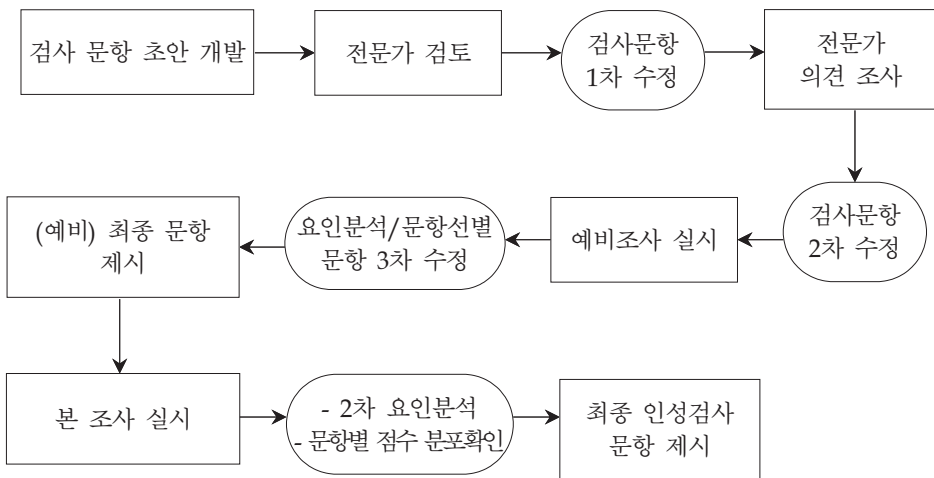 검사 문항 초안 개발
전문가 검토
검사문항
1차 수정
전문가
의견 조사
검사문항
2차 수정
예비조사 실시
요인분석/문항선별
문항 3차 수정
(예비) 최종 문항
제시
본 조사 실시
- 2차 요인분석
- 문항별 점수 분포확인
최종 인성검사
문항 제시